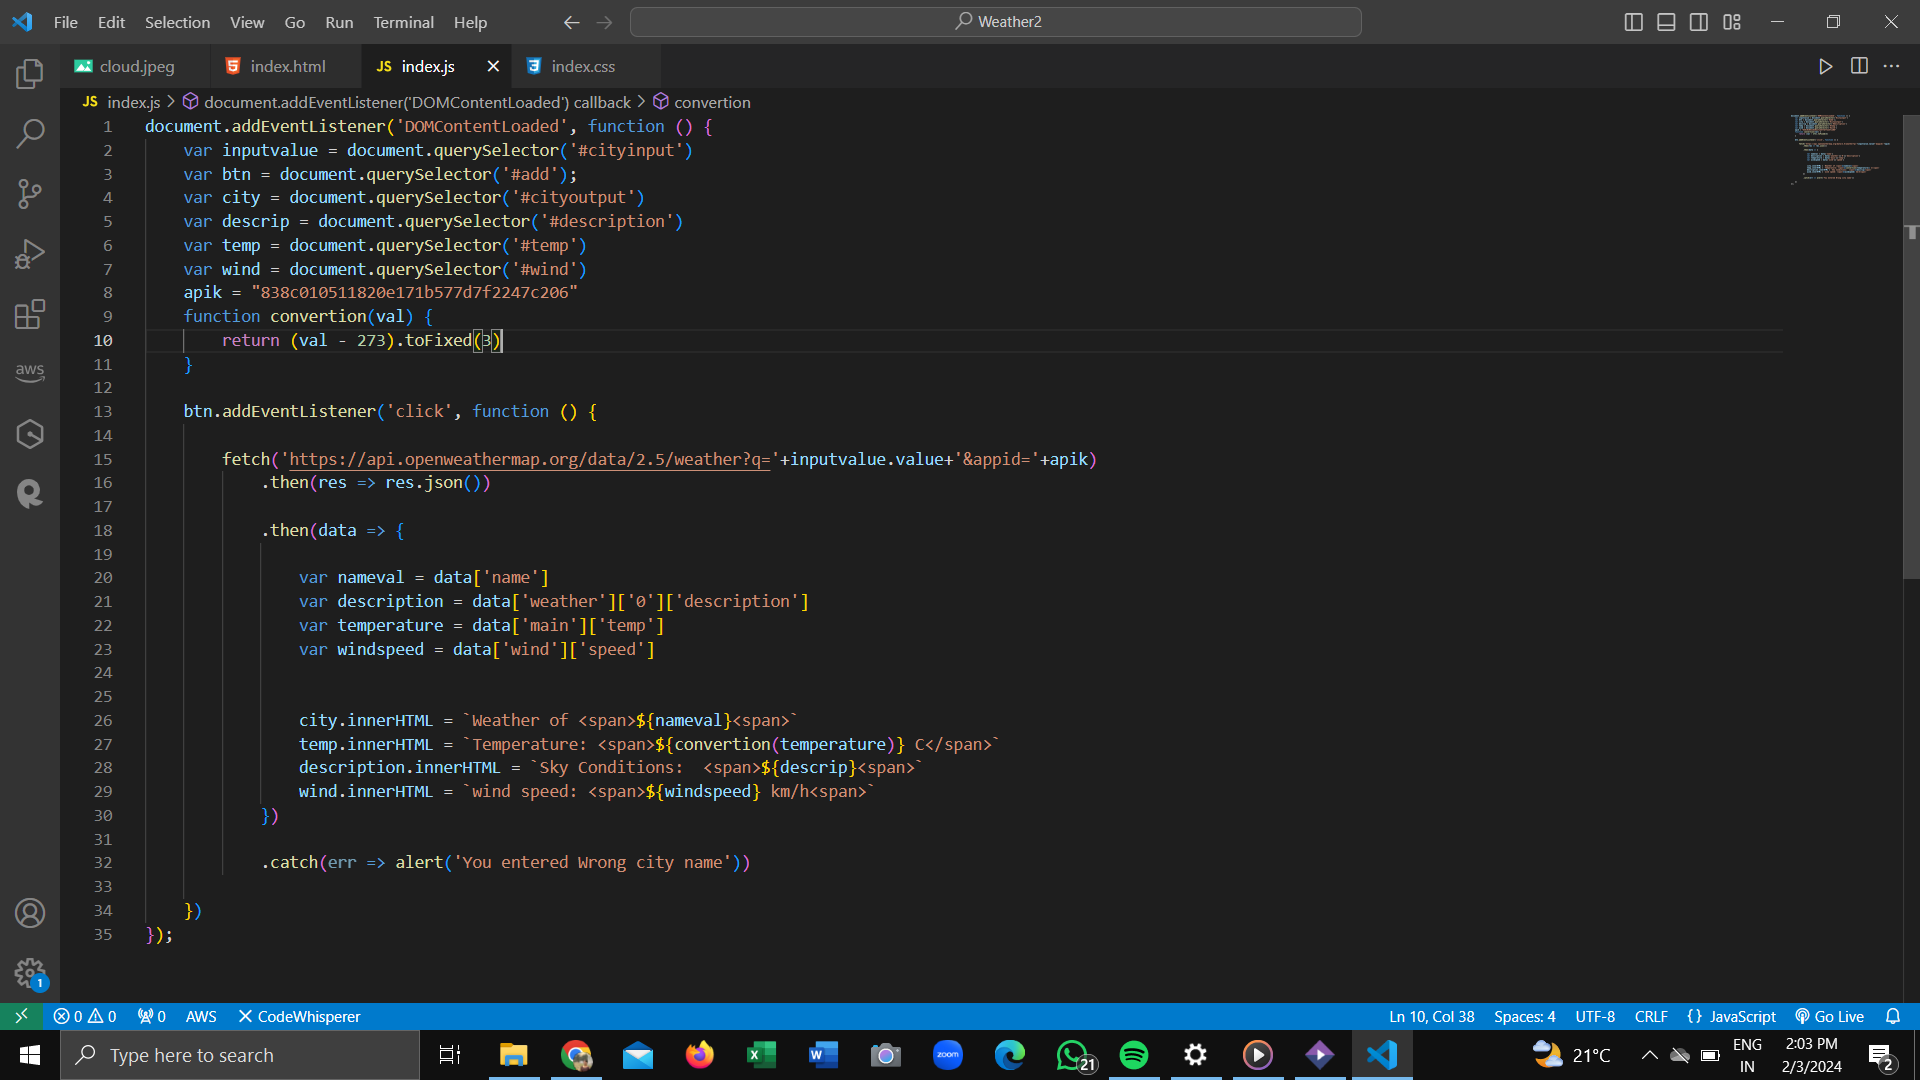 File Edit Selection View Go Run Terminal Help
Weather2
cloud.jpeg
index.html
JS index.js
index.css
JS index.js > document.addEventListener('DOMContentLoaded') callback > convertion
1 document.addEventListener('DOMContentLoaded', function () {
2 var inputvalue = document.querySelector('#cityinput')
3 var btn = document.querySelector('#add');
4 var city = document.querySelector('#cityoutput')
5 var descrip = document.querySelector('#description')
6 var temp = document.querySelector('#temp')
7 var wind = document.querySelector('#wind')
8 apik = "838c010511820e171b577d7f2247c206"
9 function convertion(val) {
10 return (val - 273).toFixed(3)
11 }
12
13 btn.addEventListener('click', function () {
14
15 fetch('https://api.openweathermap.org/data/2.5/weather?q='+inputvalue.value+'&appid='+apik)
16 .then(res => res.json())
17
18 .then(data => {
19
20 var nameval = data['name']
21 var description = data['weather']['0']['description']
22 var temperature = data['main']['temp']
23 var windspeed = data['wind']['speed']
24
25
26 city.innerHTML = `Weather of <span>${nameval}<span>`
27 temp.innerHTML = `Temperature: <span>${convertion(temperature)} C</span>`
28 description.innerHTML = `Sky Conditions:  <span>${descrip}<span>`
29 wind.innerHTML = `wind speed: <span>${windspeed} km/h<span>`
30 })
31
32 .catch(err => alert('You entered Wrong city name'))
33
34 })
35 });
aws
1
0 0 0 AWS CodeWhisperer
Ln 10, Col 38 Spaces: 4 UTF-8 CRLF {} JavaScript Go Live
Type here to search
zoom
21
21°C
ENG
IN
2:03 PM
2/3/2024
2